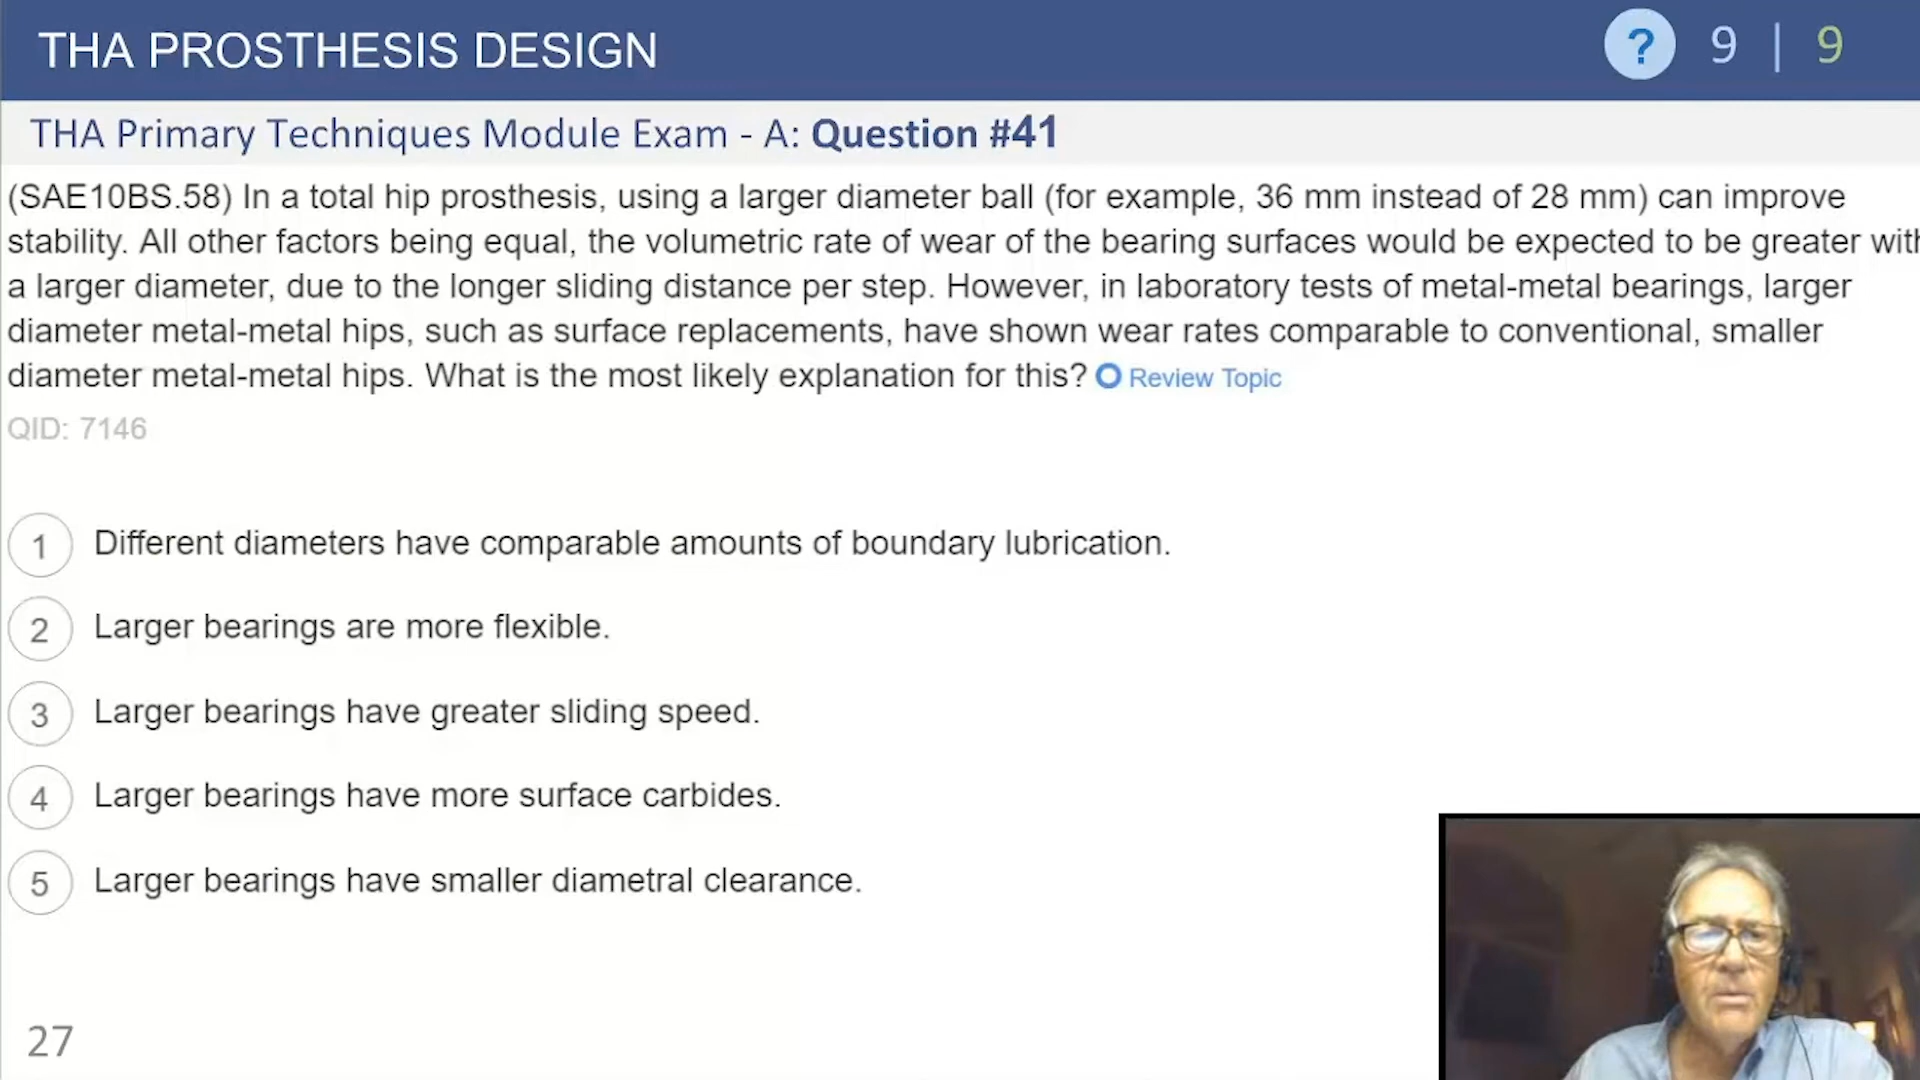 THA PROSTHESIS DESIGN
? 9 | 9
THA Primary Techniques Module Exam - A: Question #41
(SAE10BS.58) In a total hip prosthesis, using a larger diameter ball (for example, 36 mm instead of 28 mm) can improve
stability. All other factors being equal, the volumetric rate of wear of the bearing surfaces would be expected to be greater with
a larger diameter, due to the longer sliding distance per step. However, in laboratory tests of metal-metal bearings, larger
diameter metal-metal hips, such as surface replacements, have shown wear rates comparable to conventional, smaller
diameter metal-metal hips. What is the most likely explanation for this? Review Topic
QID: 7146
1 Different diameters have comparable amounts of boundary lubrication.
2 Larger bearings are more flexible.
3 Larger bearings have greater sliding speed.
4 Larger bearings have more surface carbides.
5 Larger bearings have smaller diametral clearance.
27